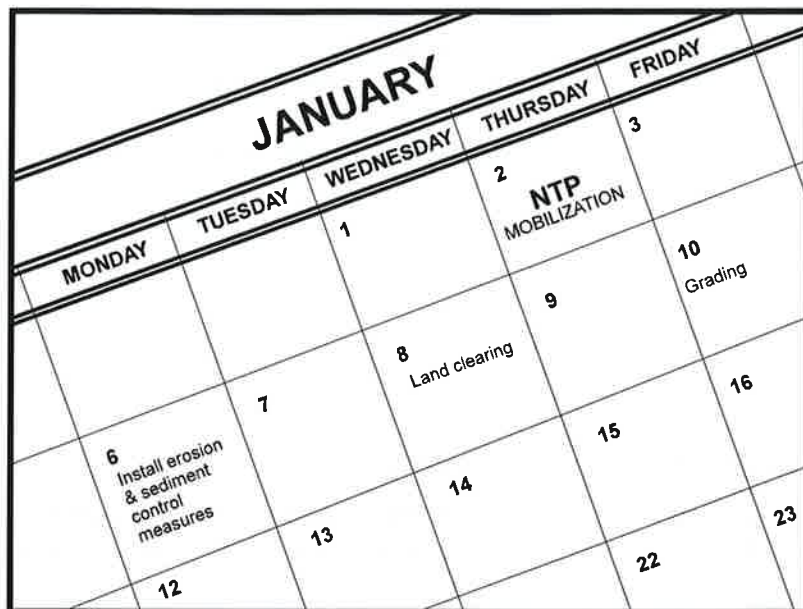 JANUARY
MONDAY
TUESDAY
WEDNESDAY
THURSDAY
FRIDAY
1
2
NTP
MOBILIZATION
3
6
Install erosion
& sediment
control
measures
7
8
Land clearing
9
10
Grading
12
13
14
15
16
22
23